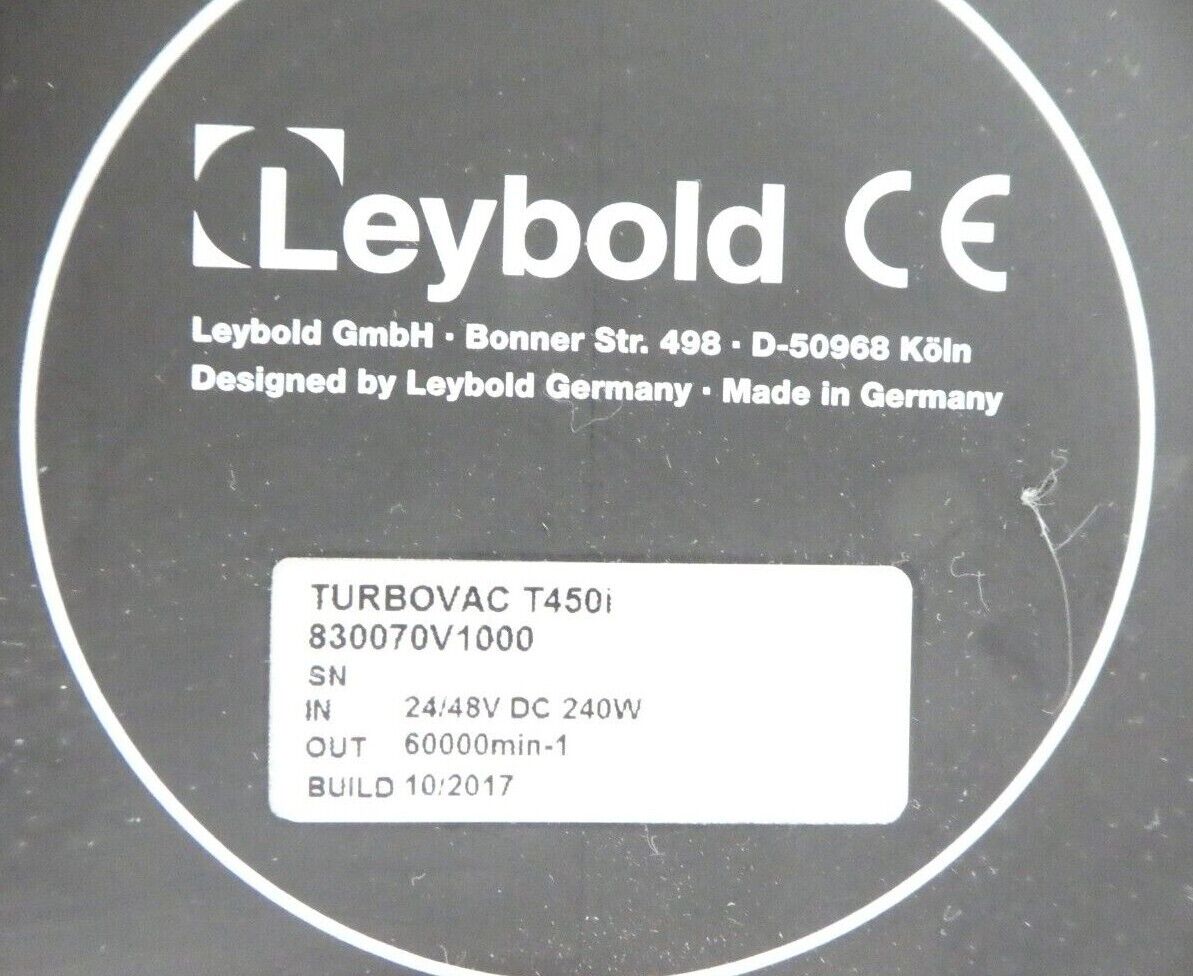 Leybold CE
Leybold GmbH · Bonner Str. 498 · D-50968 Köln
Designed by Leybold Germany · Made in Germany
TURBOVAC T450i
830070V1000
SN
IN 24/48V DC 240W
OUT 60000min-1
BUILD 10/2017